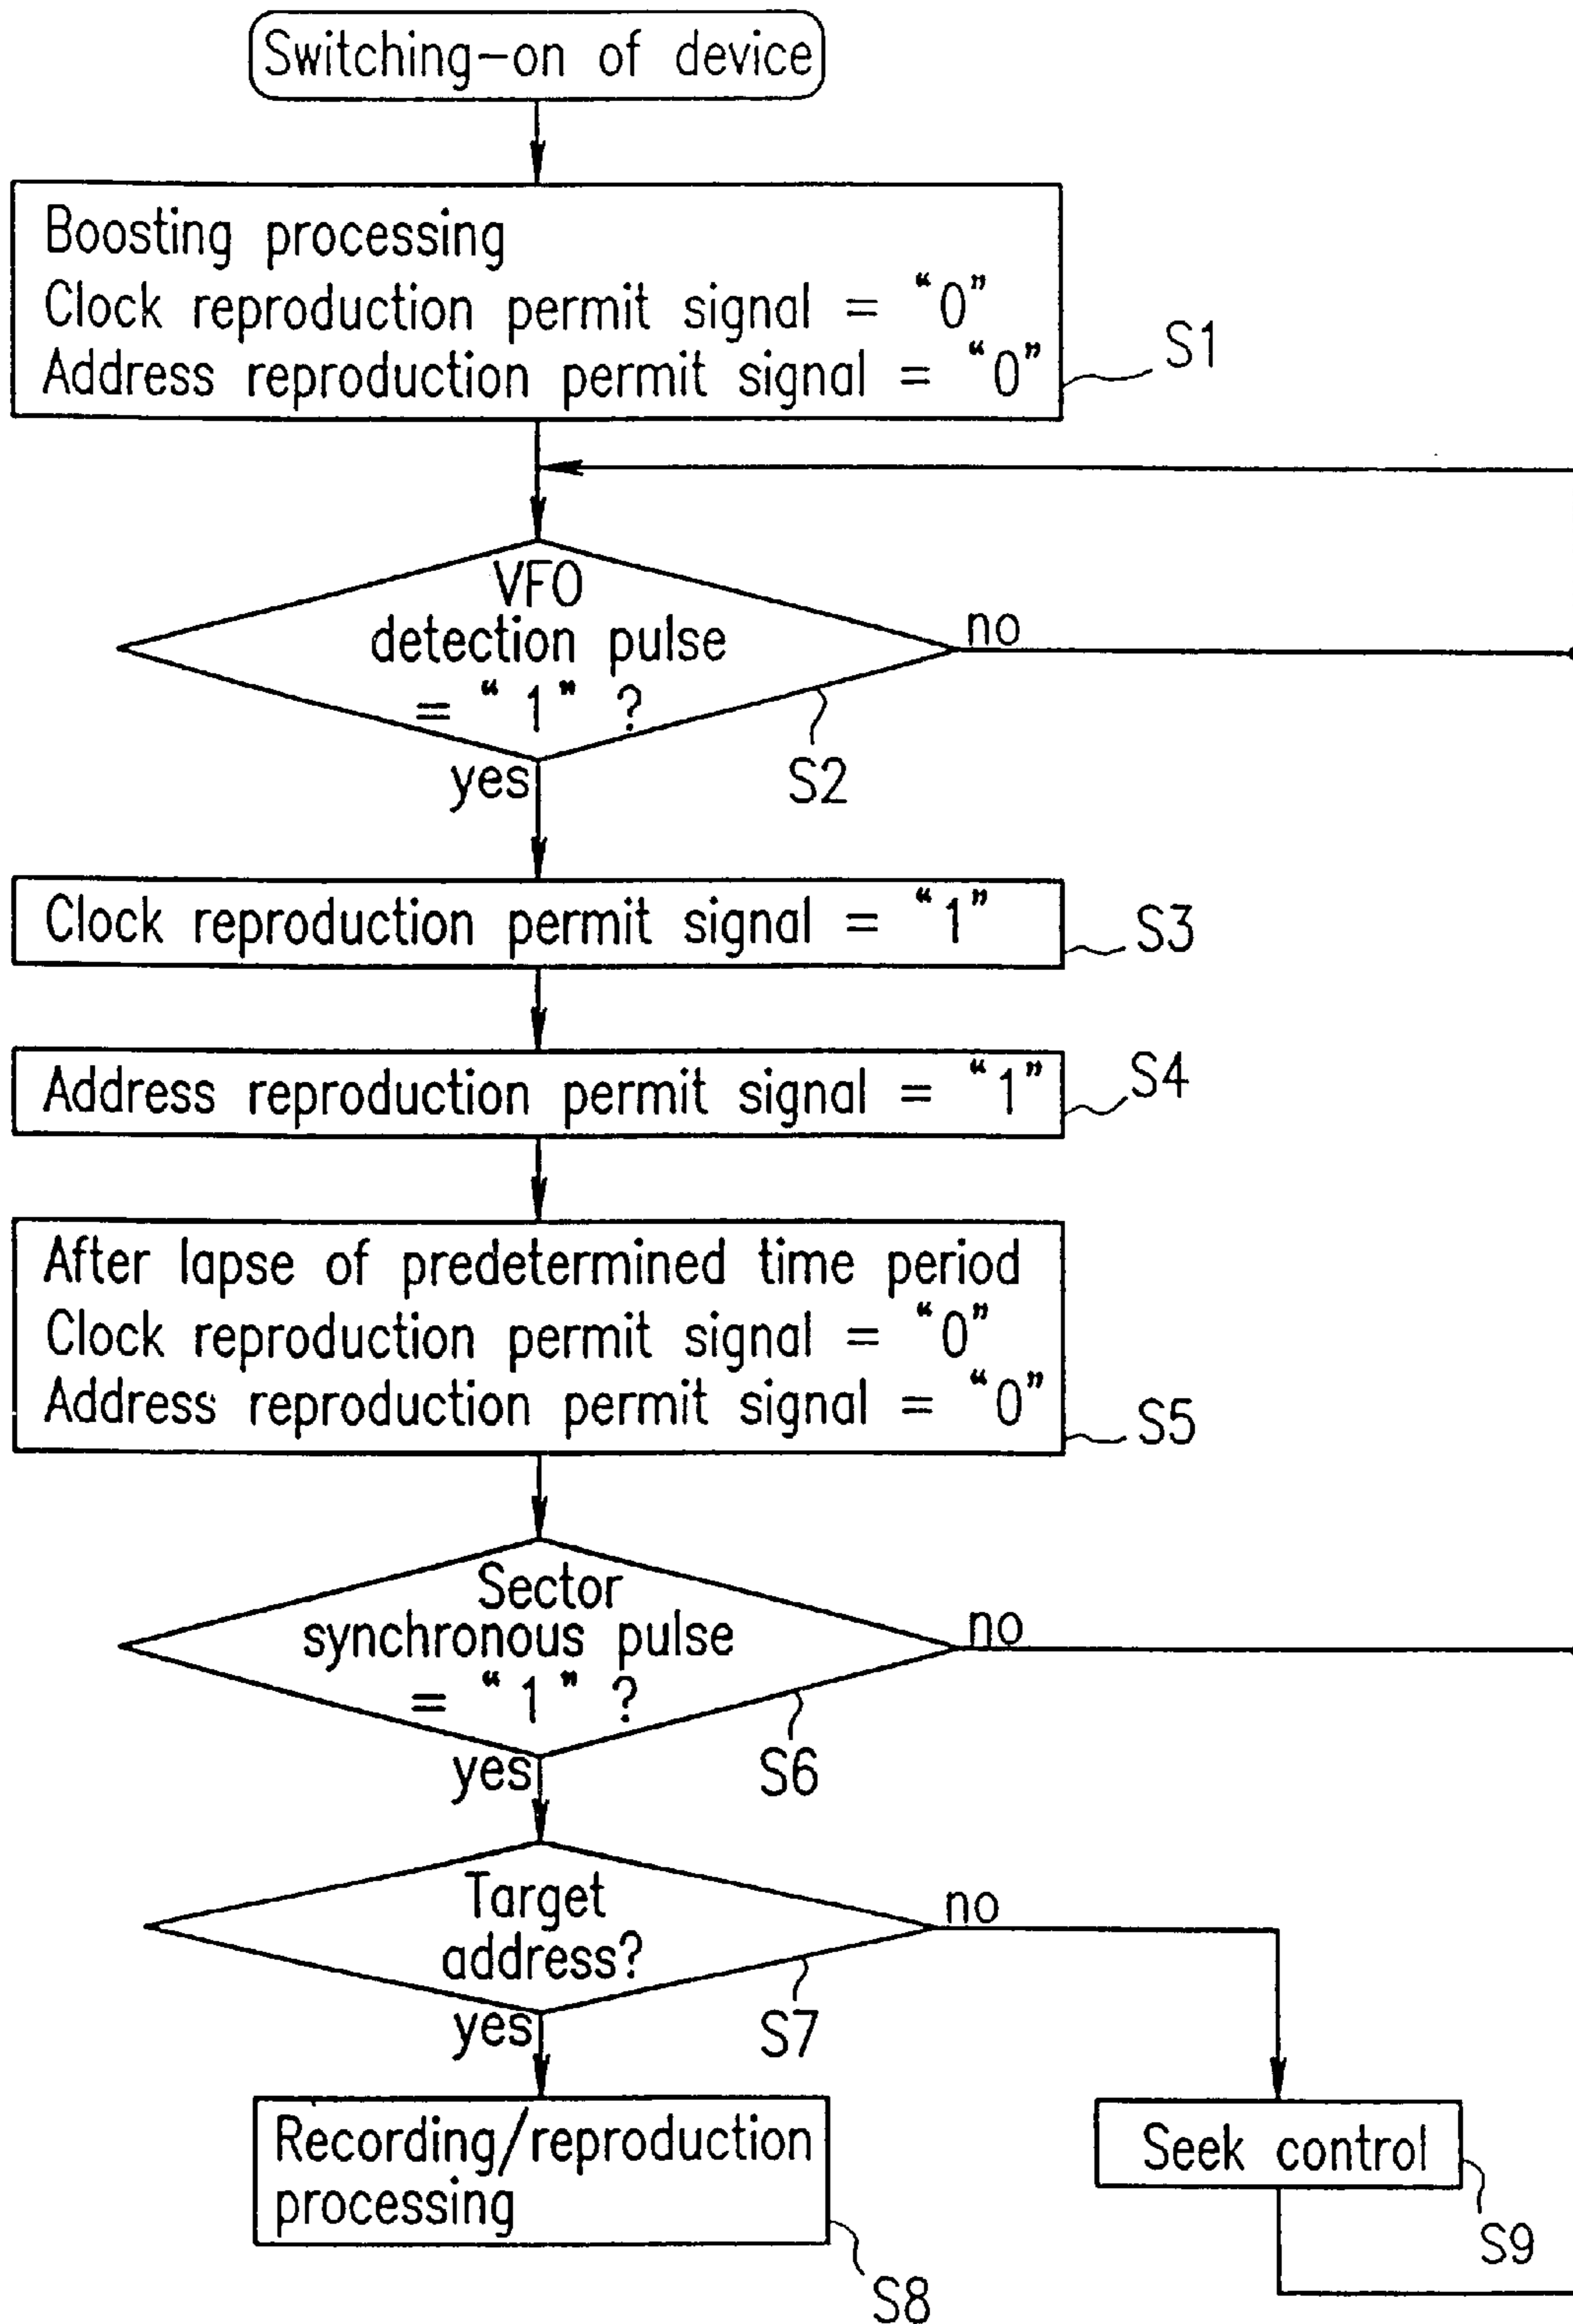 Switching-on of device
Boosting processing
Clock reproduction permit signal = “0”
Address reproduction permit signal = “0”
S1
VFO
detection pulse
= “1” ?
no
S2
yes
Clock reproduction permit signal = “1”
S3
Address reproduction permit signal = “1”
S4
After lapse of predetermined time period
Clock reproduction permit signal = “0”
Address reproduction permit signal = “0”
S5
Sector
synchronous pulse
= “1” ?
no
S6
yes
Target
address?
no
S7
yes
Recording/reproduction
processing
S8
Seek control
S9